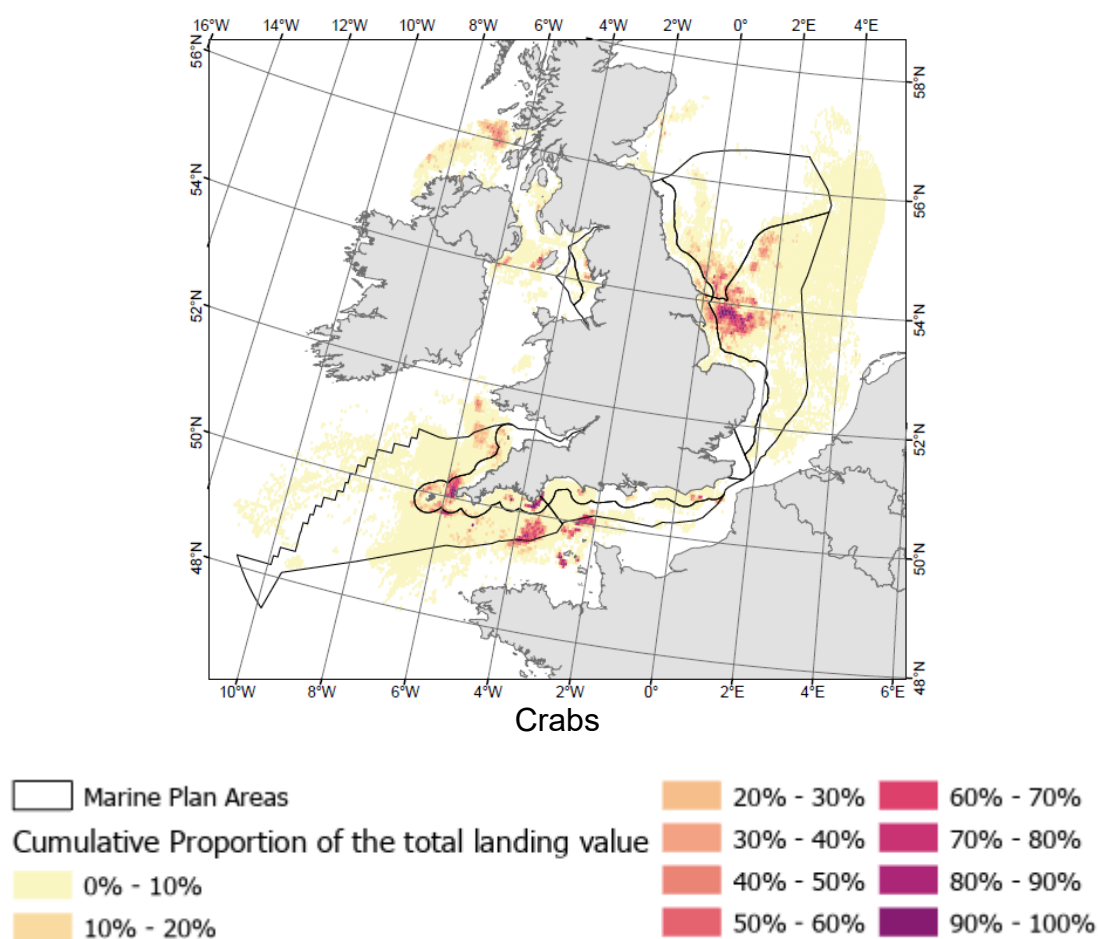 16°W 14°W 12°W 10°W 8°W 6°W 4°W 2°W 0° 2°E 4°E
56°N
58°N
54°N
56°N
52°N
54°N
50°N
52°N
48°N
50°N
48°N
10°W 8°W 6°W 4°W 2°W 0° 2°E 4°E 6°E
Crabs
Marine Plan Areas
Cumulative Proportion of the total landing value
0% - 10%
10% - 20%
20% - 30%
30% - 40%
40% - 50%
50% - 60%
60% - 70%
70% - 80%
80% - 90%
90% - 100%